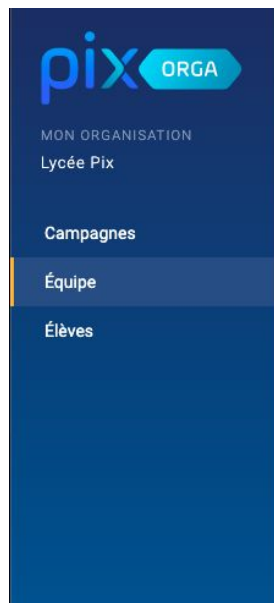 pix ORGA
MON ORGANISATION
Lycée Pix
Campagnes
Équipe
Élèves